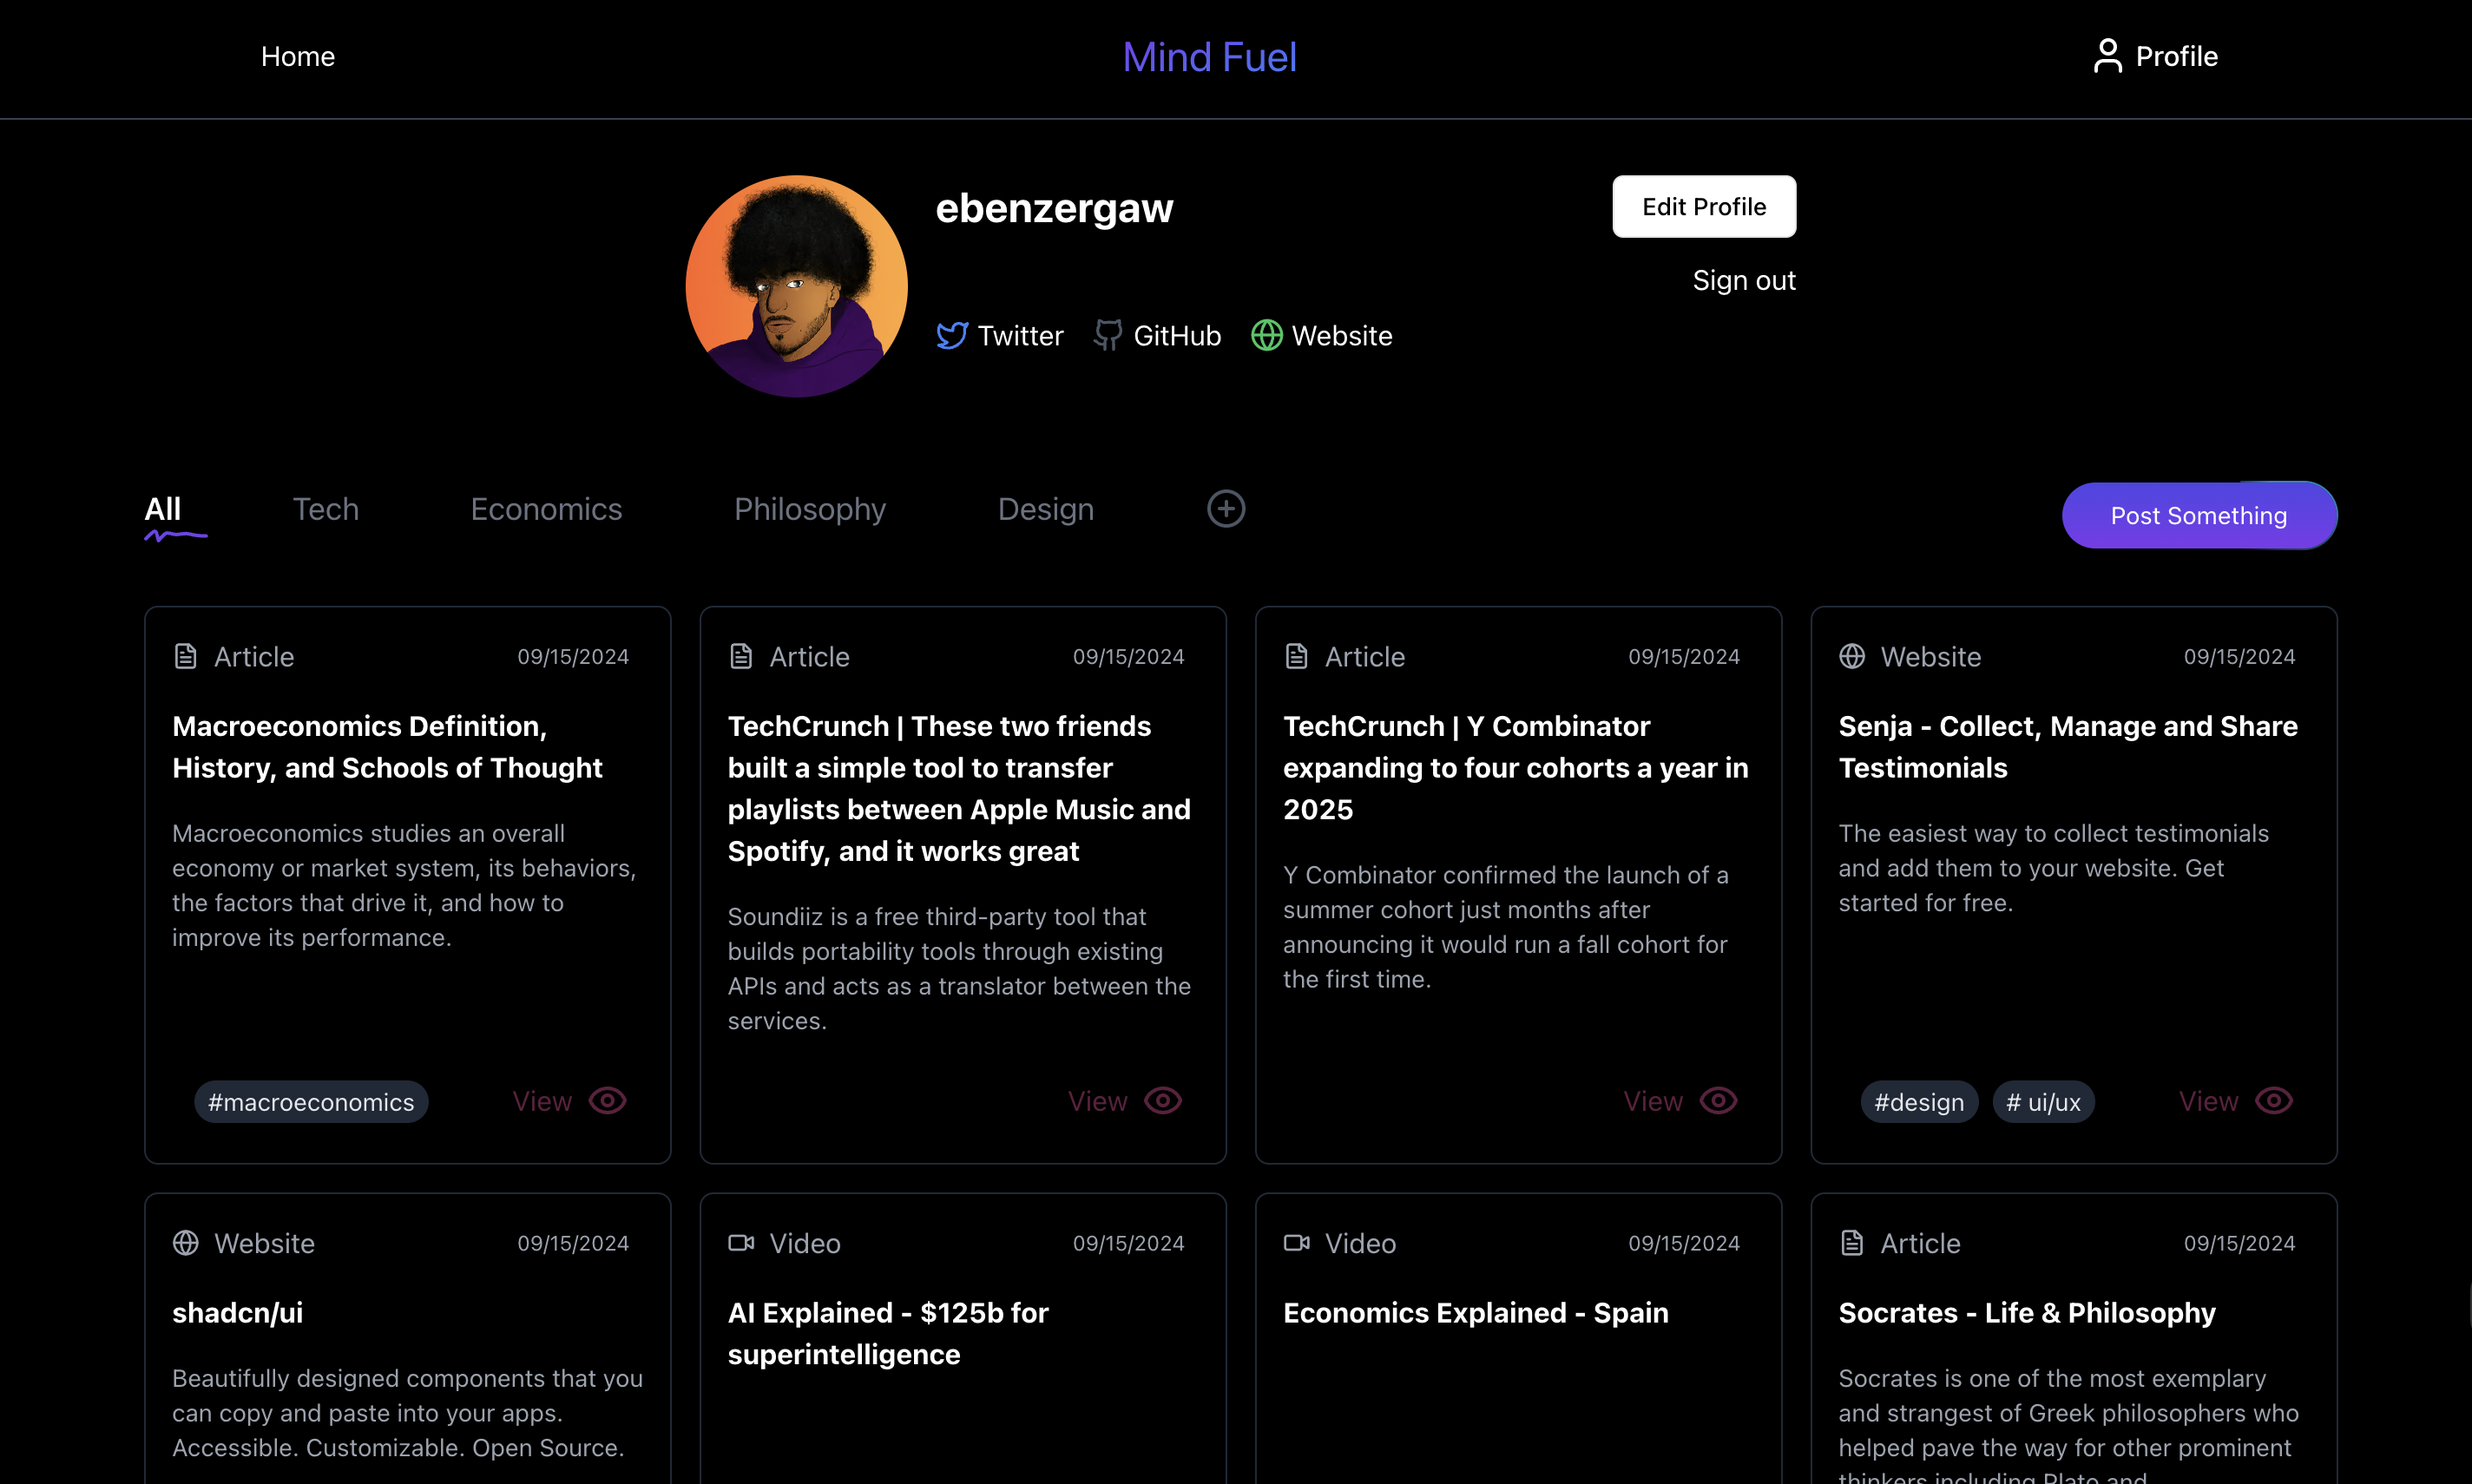 Home
Mind Fuel
Profile
ebenzergaw
Edit Profile
Sign out
Twitter
GitHub
Website
All
Tech
Economics
Philosophy
Design
Post Something
Article
09/15/2024
Macroeconomics Definition,
History, and Schools of Thought
Macroeconomics studies an overall
economy or market system, its behaviors,
the factors that drive it, and how to
improve its performance.
#macroeconomics
View
Article
09/15/2024
TechCrunch | These two friends
built a simple tool to transfer
playlists between Apple Music and
Spotify, and it works great
Soundiiz is a free third-party tool that
builds portability tools through existing
APIs and acts as a translator between the
services.
View
Article
09/15/2024
TechCrunch | Y Combinator
expanding to four cohorts a year in
2025
Y Combinator confirmed the launch of a
summer cohort just months after
announcing it would run a fall cohort for
the first time.
View
Website
09/15/2024
Senja - Collect, Manage and Share
Testimonials
The easiest way to collect testimonials
and add them to your website. Get
started for free.
#design
# ui/ux
View
Website
09/15/2024
shadcn/ui
Beautifully designed components that you
can copy and paste into your apps.
Accessible. Customizable. Open Source.
Video
09/15/2024
AI Explained - $125b for
superintelligence
Video
09/15/2024
Economics Explained - Spain
Article
09/15/2024
Socrates - Life & Philosophy
Socrates is one of the most exemplary
and strangest of Greek philosophers who
helped pave the way for other prominent
thinkers including Plato and